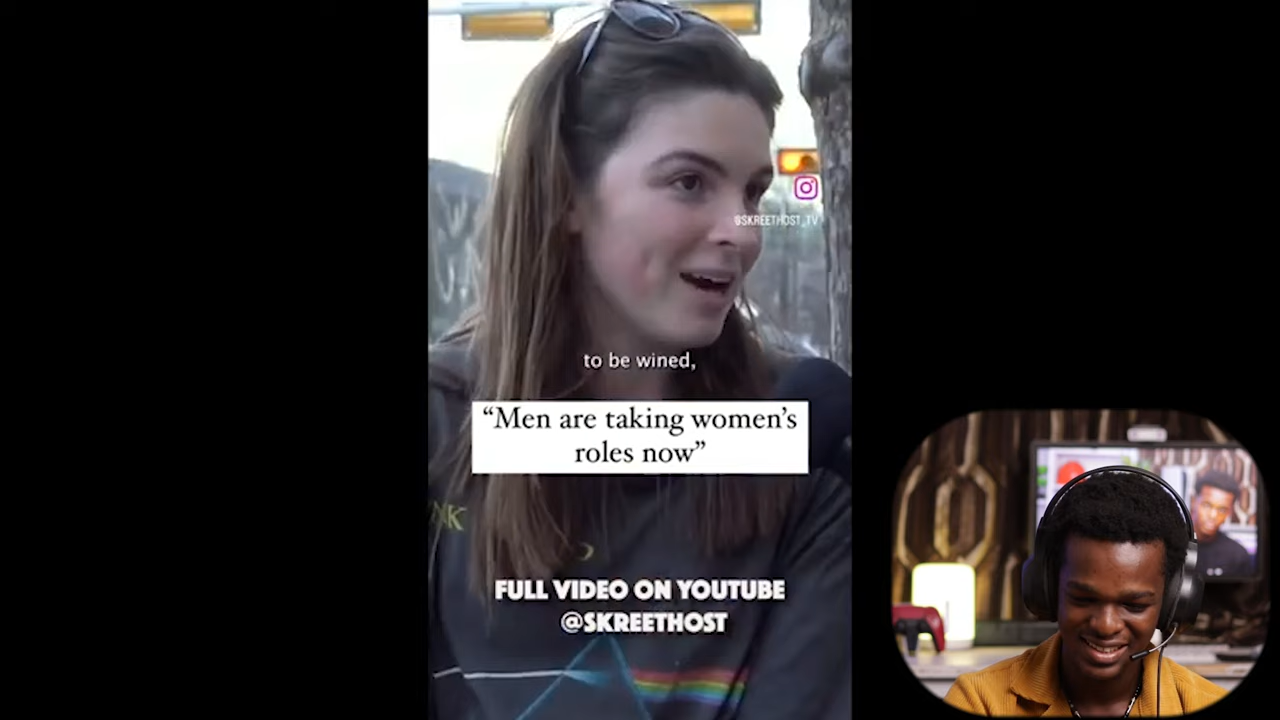 @SKREETHOST_TV
to be wined,
“Men are taking women’s
roles now”
FULL VIDEO ON YOUTUBE
@SKREETHOST